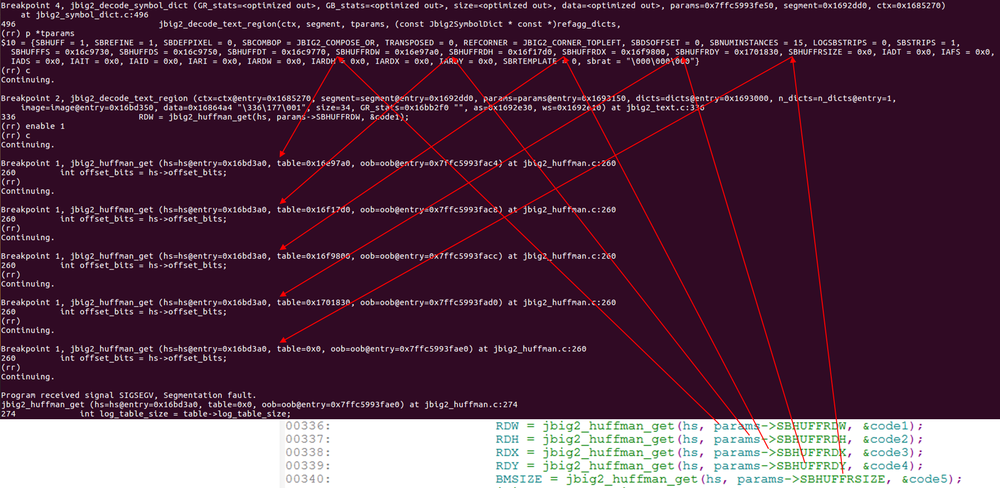 Breakpoint 4, jbig2_decode_symbol_dict (GR_stats=<optimized out>, GB_stats=<optimized out>, size=<optimized out>, data=<optimized out>, params=0x7ffc5993fe50, segment=0x1692dd0, ctx=0x1685270)
at jbig2_symbol_dict.c:496
496 jbig2_decode_text_region(ctx, segment, tparams, (const Jbig2SymbolDict * const *)refagg_dicts,
(rr) p *tparams
$10 = {SBHUFF = 1, SBREFINE = 1, SBDEFPIXEL = 0, SBCOMBOP = JBIG2_COMPOSE_OR, TRANSPOSED = 0, REFCORNER = JBIG2_CORNER_TOPLEFT, SBDSOFFSET = 0, SBNUMINSTANCES = 15, LOGSBSTRIPS = 0, SBSTRIPS = 1,
SBHUFFFS = 0x16c9730, SBHUFFDS = 0x16c9750, SBHUFFDT = 0x16c9770, SBHUFFRDW = 0x16e97a0, SBHUFFRDH = 0x16f17d0, SBHUFFRDX = 0x16f9800, SBHUFFRDY = 0x1701830, SBHUFFRSIZE = 0x0, IADT = 0x0, IAFS = 0x0,
IADS = 0x0, IAIT = 0x0, IAID = 0x0, IARI = 0x0, IARDW = 0x0, IARDH = 0x0, IARDX = 0x0, IARDY = 0x0, SBRTEMPLATE = 0, sbrat = "\000\000\000"}
(rr) c
Continuing.
Breakpoint 2, jbig2_decode_text_region (ctx=ctx@entry=0x1685270, segment=segment@entry=0x1692dd0, params=params@entry=0x1693150, dicts=dicts@entry=0x1693000, n_dicts=n_dicts@entry=1,
image=image@entry=0x16bd350, data=0x16864a4 "\336\177\001", size=34, GR_stats=0x16bb2f0 "", as=0x1692e30, ws=0x1692e10) at jbig2_text.c:336
336 RDW = jbig2_huffman_get(hs, params->SBHUFFRDW, &code1);
(rr) enable 1
(rr) c
Continuing.
Breakpoint 1, jbig2_huffman_get (hs=hs@entry=0x16bd3a0, table=0x16e97a0, oob=oob@entry=0x7ffc5993fac4) at jbig2_huffman.c:260
260 int offset_bits = hs->offset_bits;
(rr)
Continuing.
Breakpoint 1, jbig2_huffman_get (hs=hs@entry=0x16bd3a0, table=0x16f17d0, oob=oob@entry=0x7ffc5993fac8) at jbig2_huffman.c:260
260 int offset_bits = hs->offset_bits;
(rr)
Continuing.
Breakpoint 1, jbig2_huffman_get (hs=hs@entry=0x16bd3a0, table=0x16f9800, oob=oob@entry=0x7ffc5993facc) at jbig2_huffman.c:260
260 int offset_bits = hs->offset_bits;
(rr)
Continuing.
Breakpoint 1, jbig2_huffman_get (hs=hs@entry=0x16bd3a0, table=0x1701830, oob=oob@entry=0x7ffc5993fad0) at jbig2_huffman.c:260
260 int offset_bits = hs->offset_bits;
(rr)
Continuing.
Breakpoint 1, jbig2_huffman_get (hs=hs@entry=0x16bd3a0, table=0x0, oob=oob@entry=0x7ffc5993fae0) at jbig2_huffman.c:260
260 int offset_bits = hs->offset_bits;
(rr)
Continuing.
Program received signal SIGSEGV, Segmentation fault.
jbig2_huffman_get (hs=hs@entry=0x16bd3a0, table=0x0, oob=oob@entry=0x7ffc5993fae0) at jbig2_huffman.c:274
274 int log_table_size = table->log_table_size;
00336: RDW = jbig2_huffman_get(hs, params->SBHUFFRDW, &code1);
00337: RDH = jbig2_huffman_get(hs, params->SBHUFFRDH, &code2);
00338: RDX = jbig2_huffman_get(hs, params->SBHUFFRDX, &code3);
00339: RDY = jbig2_huffman_get(hs, params->SBHUFFRDY, &code4);
00340: BMSIZE = jbig2_huffman_get(hs, params->SBHUFFRSIZE, &code5);